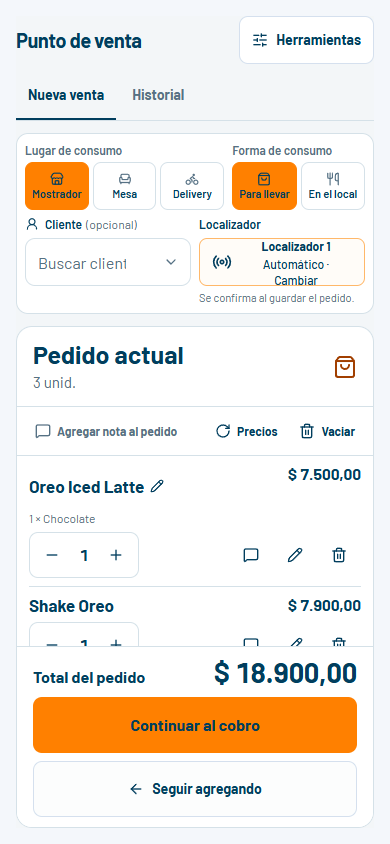 Punto de venta
Herramientas
Nueva venta
Historial
Lugar de consumo
Forma de consumo
Mostrador
Mesa
Delivery
Para llevar
En el local
Cliente (opcional)
Localizador
Buscar client
Localizador 1
Automático ·
Cambiar
Se confirma al guardar el pedido.
Pedido actual
3 unid.
Agregar nota al pedido
Precios
Vaciar
Oreo Iced Latte
$ 7.500,00
1 × Chocolate
1
Shake Oreo
$ 7.900,00
1
Total del pedido
$ 18.900,00
Continuar al cobro
Seguir agregando